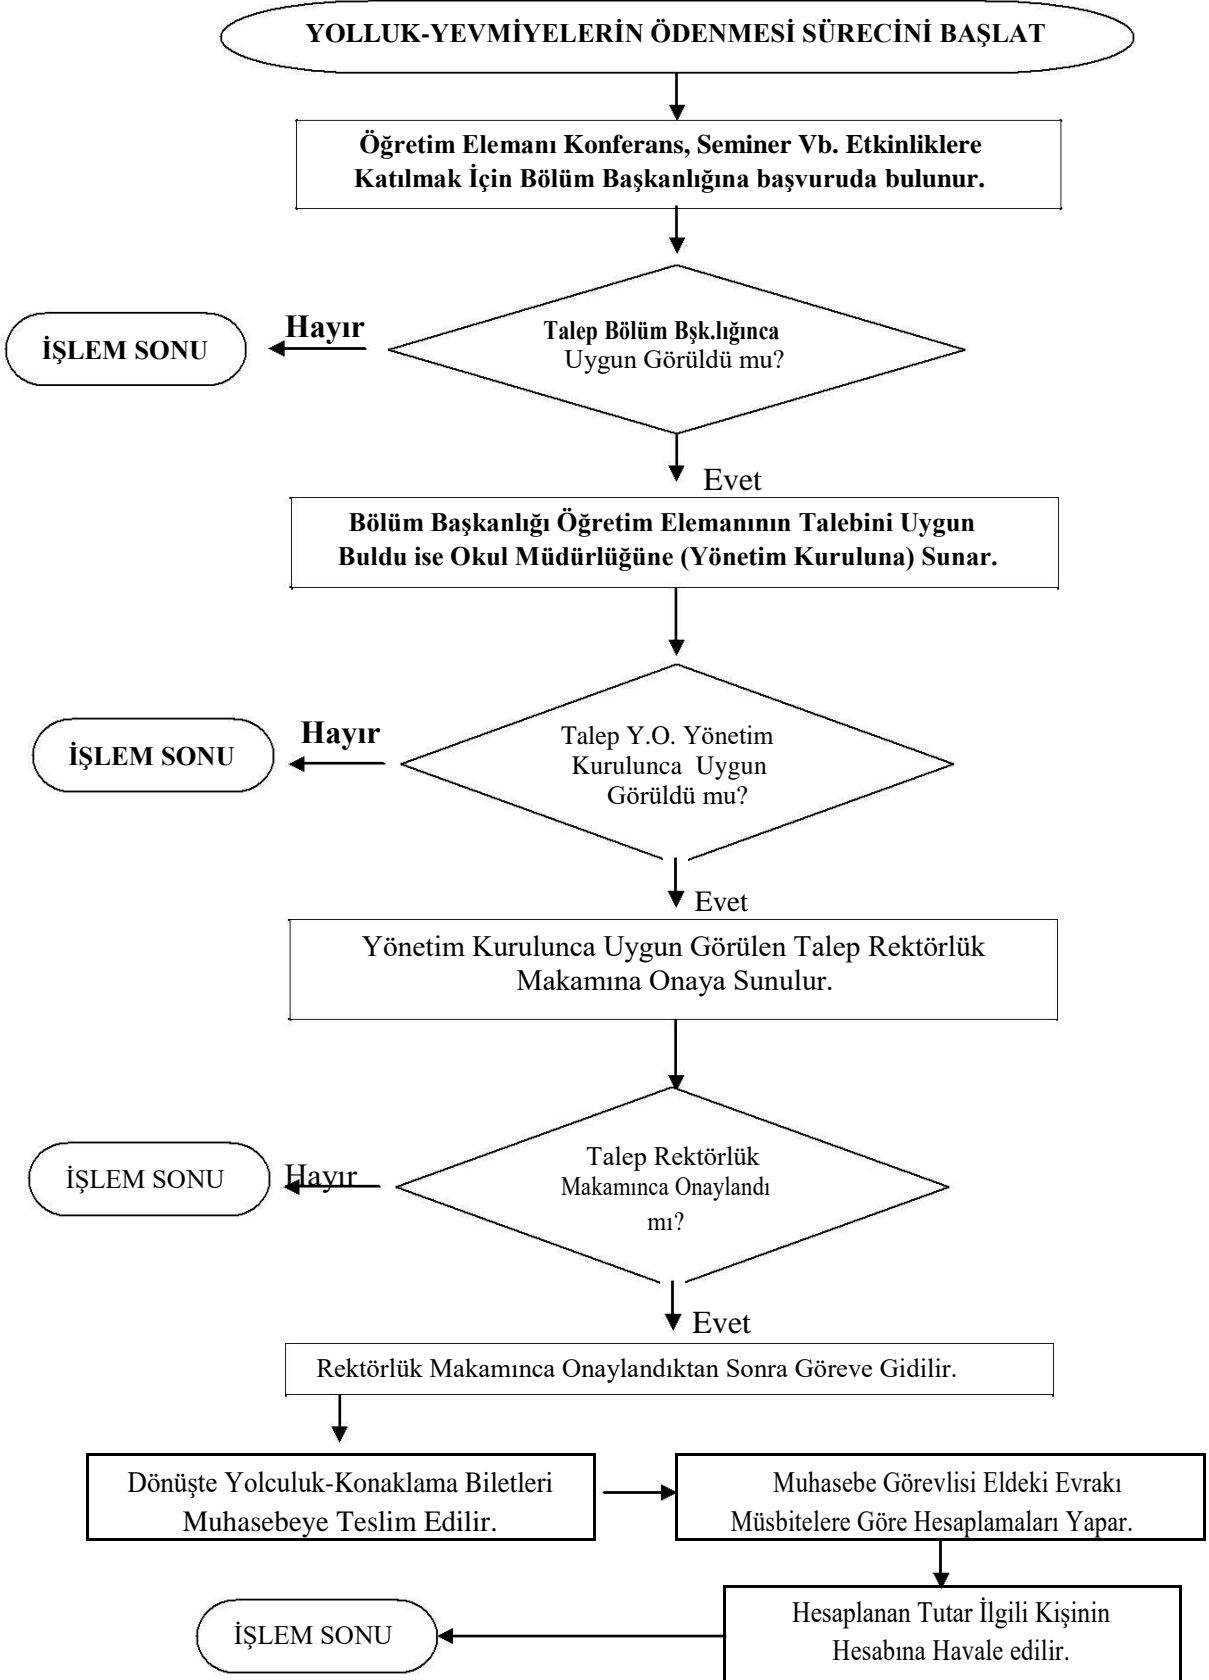 YOLLUK-YEVMİYELERİN ÖDENMESİ SÜRECİNİ BAŞLAT
Öğretim Elemanı Konferans, Seminer Vb. Etkinliklere
Katılmak İçin Bölüm Başkanlığına başvuruda bulunur.
Talep Bölüm Bşk.lığınca
Uygun Görüldü mu?
Hayır
İŞLEM SONU
Evet
Bölüm Başkanlığı Öğretim Elemanının Talebini Uygun
Buldu ise Okul Müdürlüğüne (Yönetim Kuruluna) Sunar.
Talep Y.O. Yönetim
Kurulunca Uygun
Görüldü mu?
Hayır
İŞLEM SONU
Evet
Yönetim Kurulunca Uygun Görülen Talep Rektörlük
Makamına Onaya Sunulur.
Talep Rektörlük
Makamınca Onaylandı
mı?
Hayır
İŞLEM SONU
Evet
Rektörlük Makamınca Onaylandıktan Sonra Göreve Gidilir.
Dönüşte Yolculuk-Konaklama Biletleri
Muhasebeye Teslim Edilir.
Muhasebe Görevlisi Eldeki Evrakı
Müsbitelere Göre Hesaplamaları Yapar.
Hesaplanan Tutar İlgili Kişinin
Hesabına Havale edilir.
İŞLEM SONU